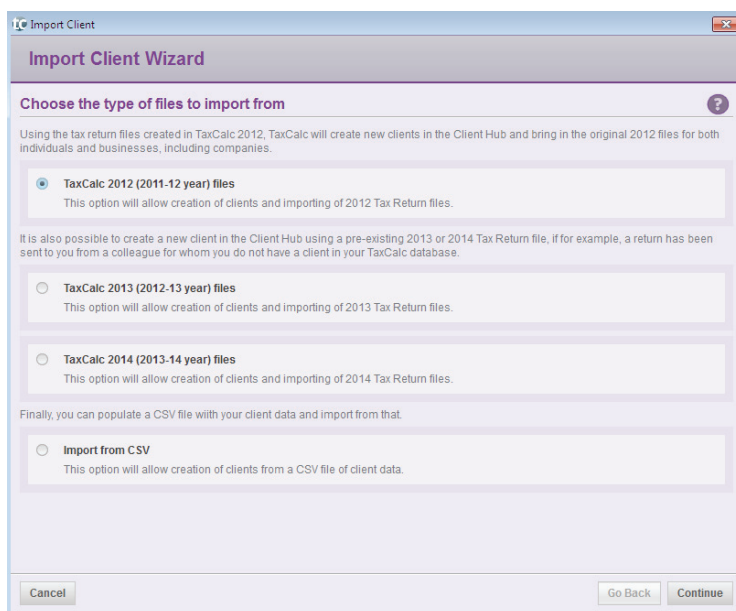 Import Client
Import Client Wizard
Choose the type of files to import from
?
Using the tax return files created in TaxCalc 2012, TaxCalc will create new clients in the Client Hub and bring in the original 2012 files for both
individuals and businesses, including companies.
TaxCalc 2012 (2011-12 year) files
This option will allow creation of clients and importing of 2012 Tax Return files.
It is also possible to create a new client in the Client Hub using a pre-existing 2013 or 2014 Tax Return file, if for example, a return has been
sent to you from a colleague for whom you do not have a client in your TaxCalc database.
TaxCalc 2013 (2012-13 year) files
This option will allow creation of clients and importing of 2013 Tax Return files.
TaxCalc 2014 (2013-14 year) files
This option will allow creation of clients and importing of 2014 Tax Return files.
Finally, you can populate a CSV file wiith your client data and import from that.
Import from CSV
This option will allow creation of clients from a CSV file of client data.
Cancel
Go Back
Continue